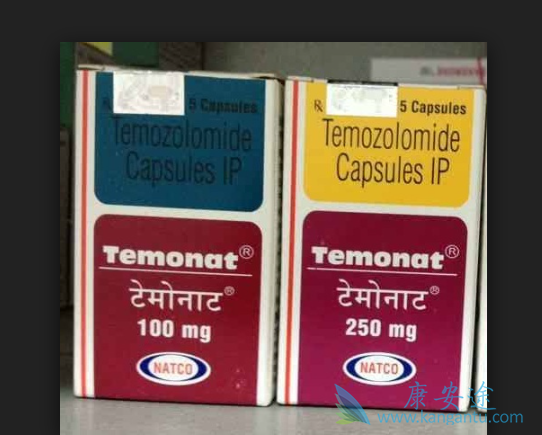 ℞ 5 Capsules
Temozolomide
Capsules IP
Temonat®
टेमोनाट®
100 mg
NATCO
℞ 5 Capsules
Temozolomide
Capsules IP
Temonat®
टेमोनाट®
250 mg
NATCO
康安途
www.kangantu.com